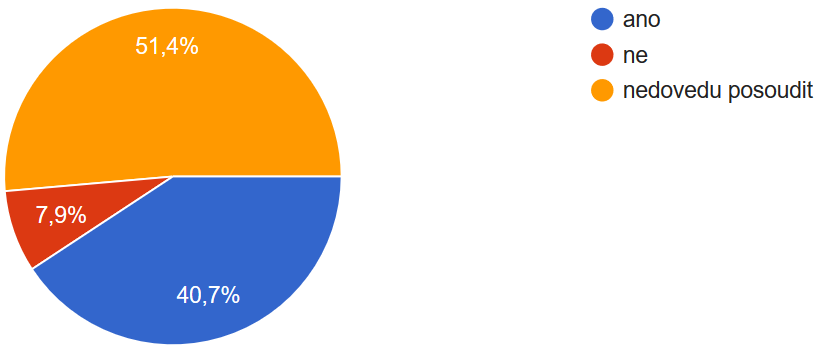 51,4%
7,9%
40,7%
ano
ne
nedovedu posoudit